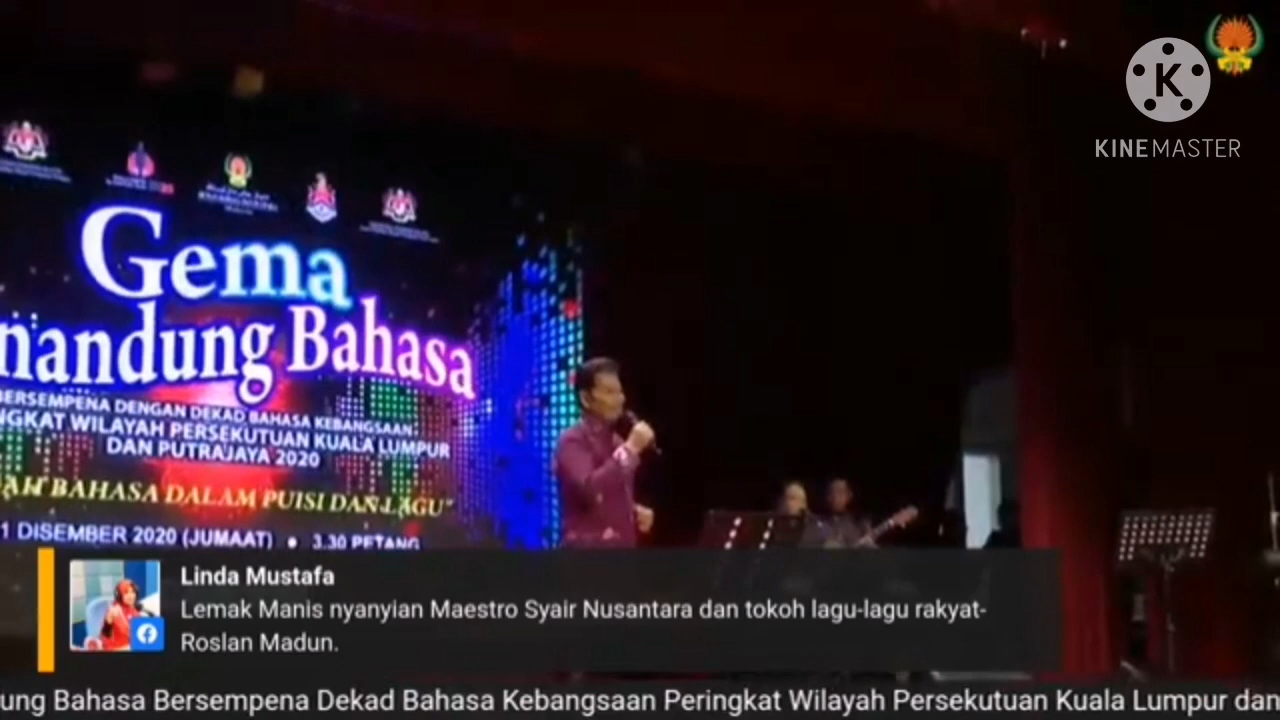 KINEMASTER
Gema
nandung Bahasa
BERSEMPENA DENGAN DEKAD BAHASA KEBANGSAAN
NGKAT WILAYAH PERSEKUTUAN KUALA LUMPUR
DAN PUTRAJAYA 2020
BAHASA DALAM PUISI DAN LAGU"
1 DISEMBER 2020 (JUMAAT) • 3.30 PETANG
Linda Mustafa
Lemak Manis nyanyian Maestro Syair Nusantara dan tokoh lagu-lagu rakyat-
Roslan Madun.
ung Bahasa Bersempena Dekad Bahasa Kebangsaan Peringkat Wilayah Persekutuan Kuala Lumpur dan